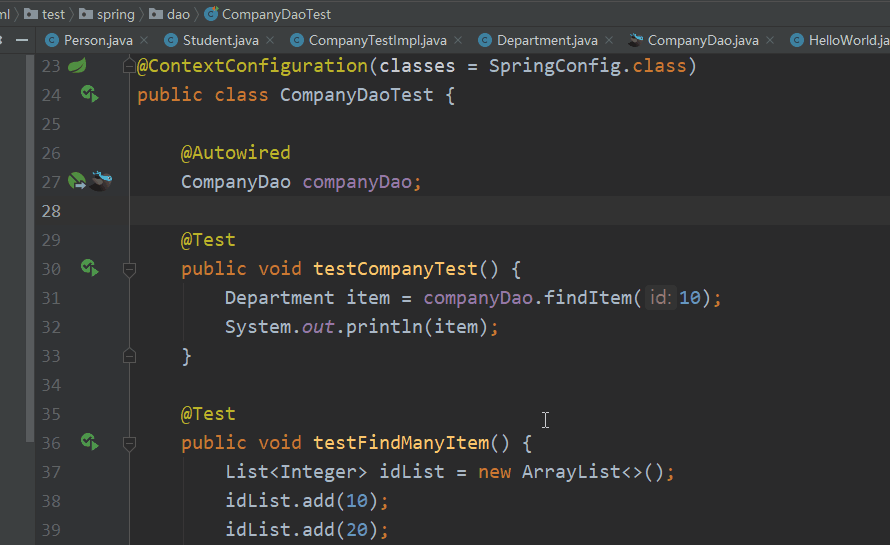 ml test spring dao CompanyDaoTest
Person.java Student.java CompanyTestImpl.java Department.java CompanyDao.java HelloWorld.ja
23 @ContextConfiguration(classes = SpringConfig.class)
24 public class CompanyDaoTest {
25
26 @Autowired
27 CompanyDao companyDao;
28
29 @Test
30 public void testCompanyTest() {
31 Department item = companyDao.findItem( id: 10);
32 System.out.println(item);
33 }
34
35 @Test
36 public void testFindManyItem() {
37 List<Integer> idList = new ArrayList<>();
38 idList.add(10);
39 idList.add(20);